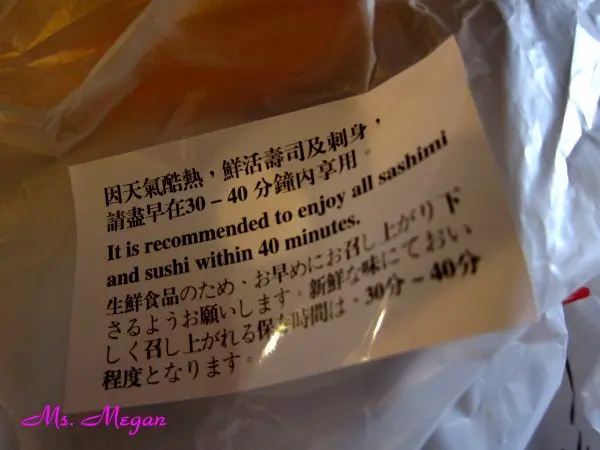 因天氣酷熱，鮮活壽司及刺身，
請盡早在30－40 分鐘內享用。
It is recommended to enjoy all sashimi
and sushi within 40 minutes.
生鮮食品のため、お早めにお召し上がり下
さるようお願いします。新鮮な味にておい
しく召し上がれる保存時間は、30分～40分
程度となります。
Ms. Megan